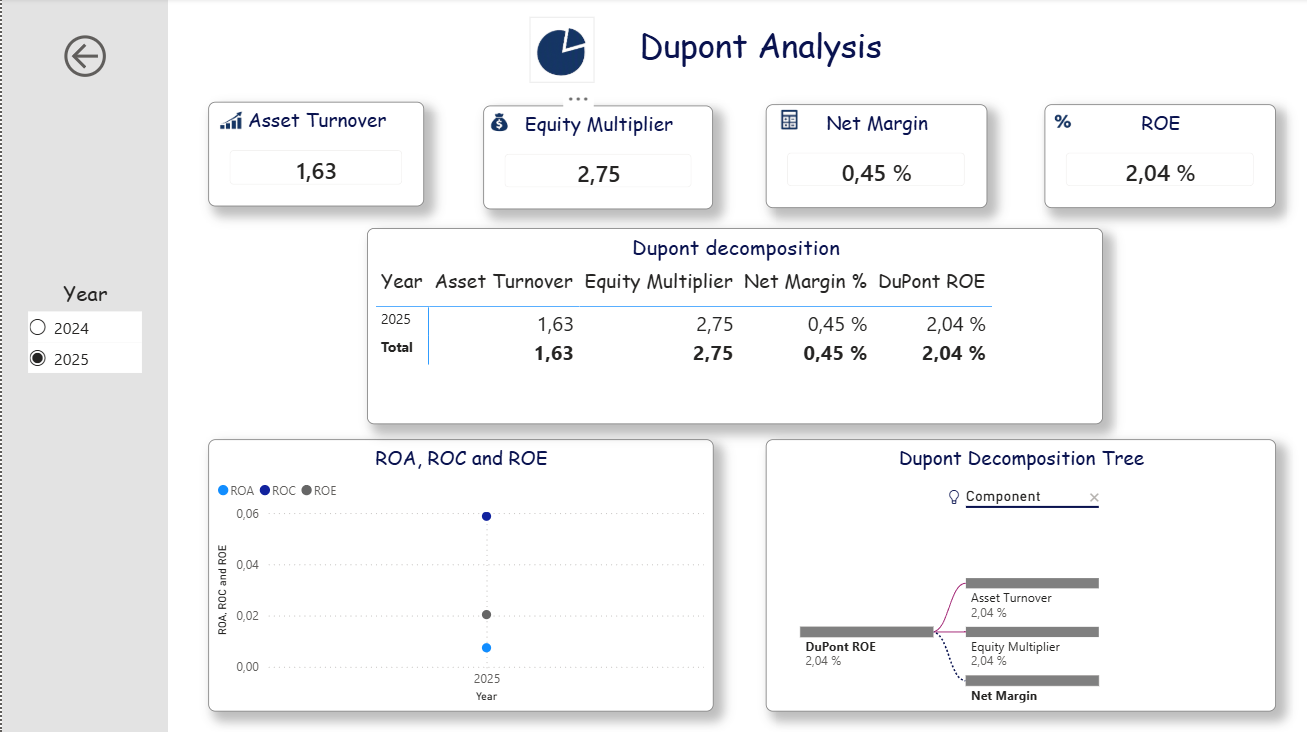 Dupont Analysis
Asset Turnover
1,63
Equity Multiplier
2,75
Net Margin
0,45 %
%
ROE
2,04 %
Year
2024
2025
Dupont decomposition
Year Asset Turnover Equity Multiplier Net Margin % DuPont ROE
2025 1,63 2,75 0,45 % 2,04 %
Total 1,63 2,75 0,45 % 2,04 %
ROA, ROC and ROE
ROA ROC ROE
ROA, ROC and ROE
0,06
0,04
0,02
0,00
2025
Year
Dupont Decomposition Tree
Component
Asset Turnover
2,04 %
DuPont ROE
2,04 %
Equity Multiplier
2,04 %
Net Margin